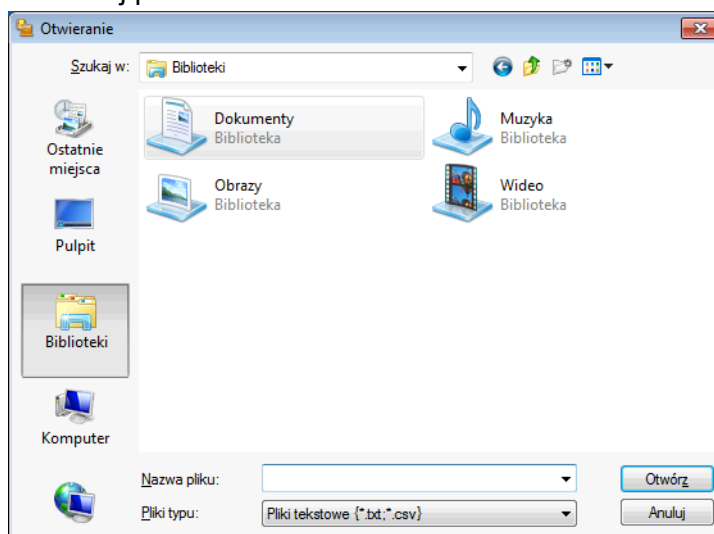 Otwieranie
Szukaj w:
Biblioteki
Ostatnie
miejsca
Pulpit
Biblioteki
Komputer
Dokumenty
Biblioteka
Muzyka
Biblioteka
Obrazy
Biblioteka
Wideo
Biblioteka
Nazwa pliku:
Otwórz
Pliki typu:
Pliki tekstowe {*.txt;*.csv}
Anuluj